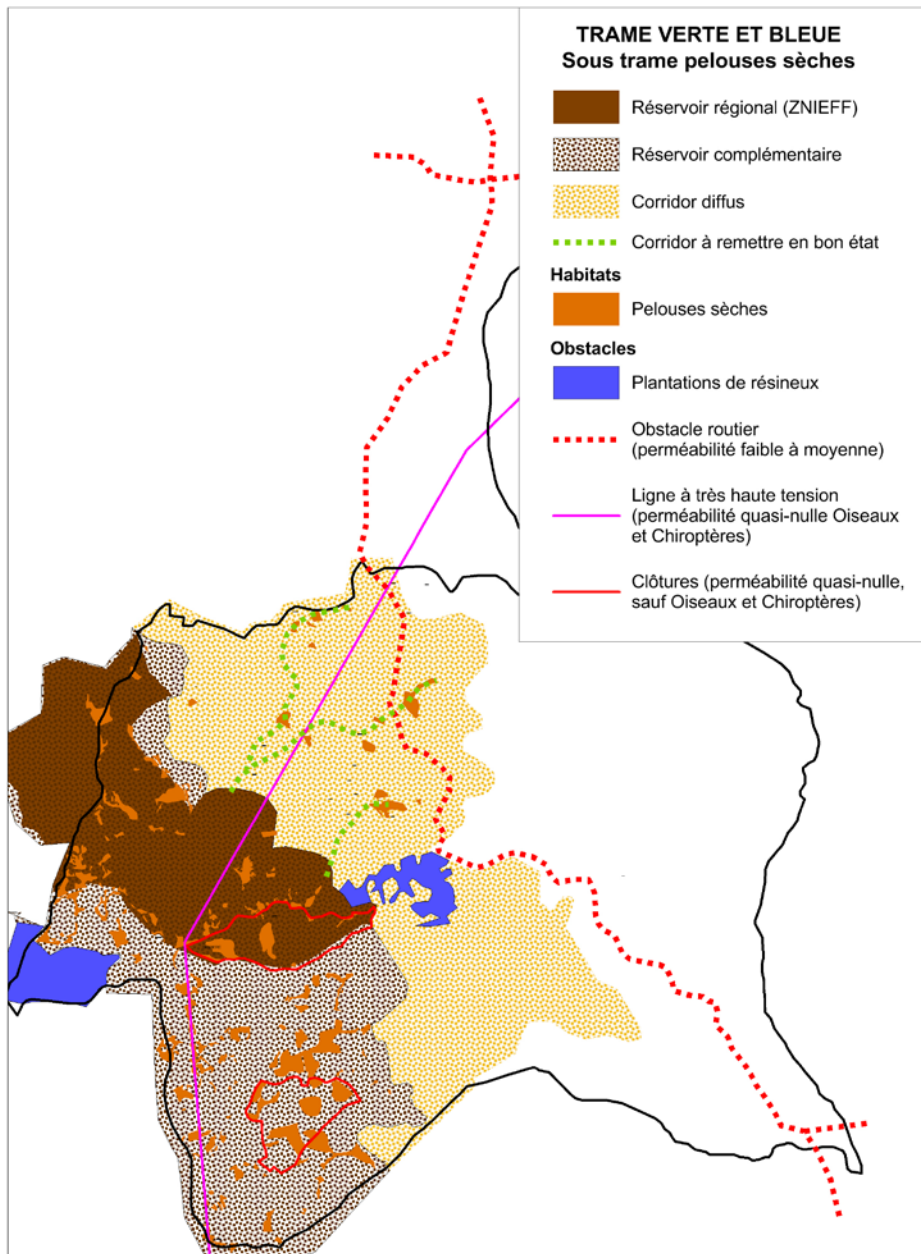 TRAME VERTE ET BLEUE
Sous trame pelouses sèches
Réservoir régional (ZNIEFF)
Réservoir complémentaire
Corridor diffus
Corridor à remettre en bon état
Habitats
Pelouses sèches
Obstacles
Plantations de résineux
Obstacle routier
(perméabilité faible à moyenne)
Ligne à très haute tension
(perméabilité quasi-nulle Oiseaux
et Chiroptères)
Clôtures (perméabilité quasi-nulle,
sauf Oiseaux et Chiroptères)